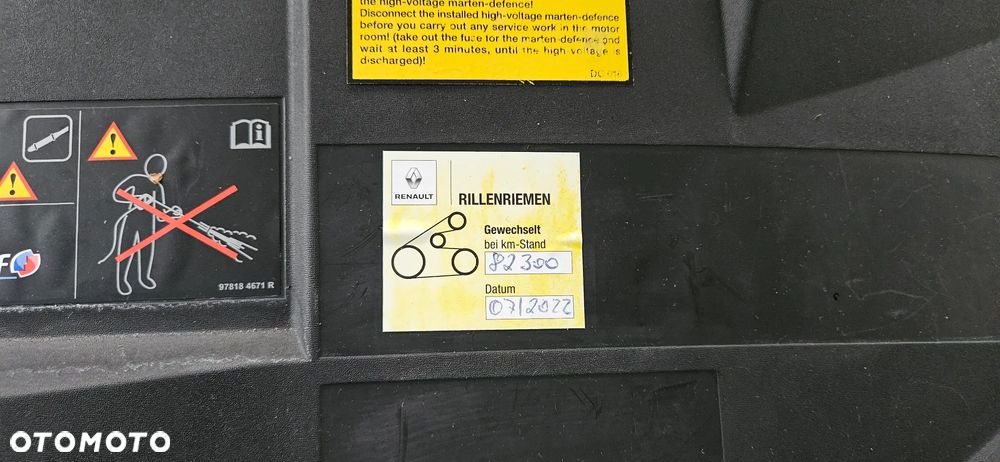 the high-voltage marten-defence!
Disconnect the installed high-voltage marten-defence
before you carry out any service work in the motor
room! (take out the fuse for the marten-defence and
wait at least 3 minutes, until the high voltage is
discharged)!
97818 4671 R
RENAULT
RILLENRIEMEN
Gewechselt
bei km-Stand
82300
Datum
07/2022
OTOMOTO